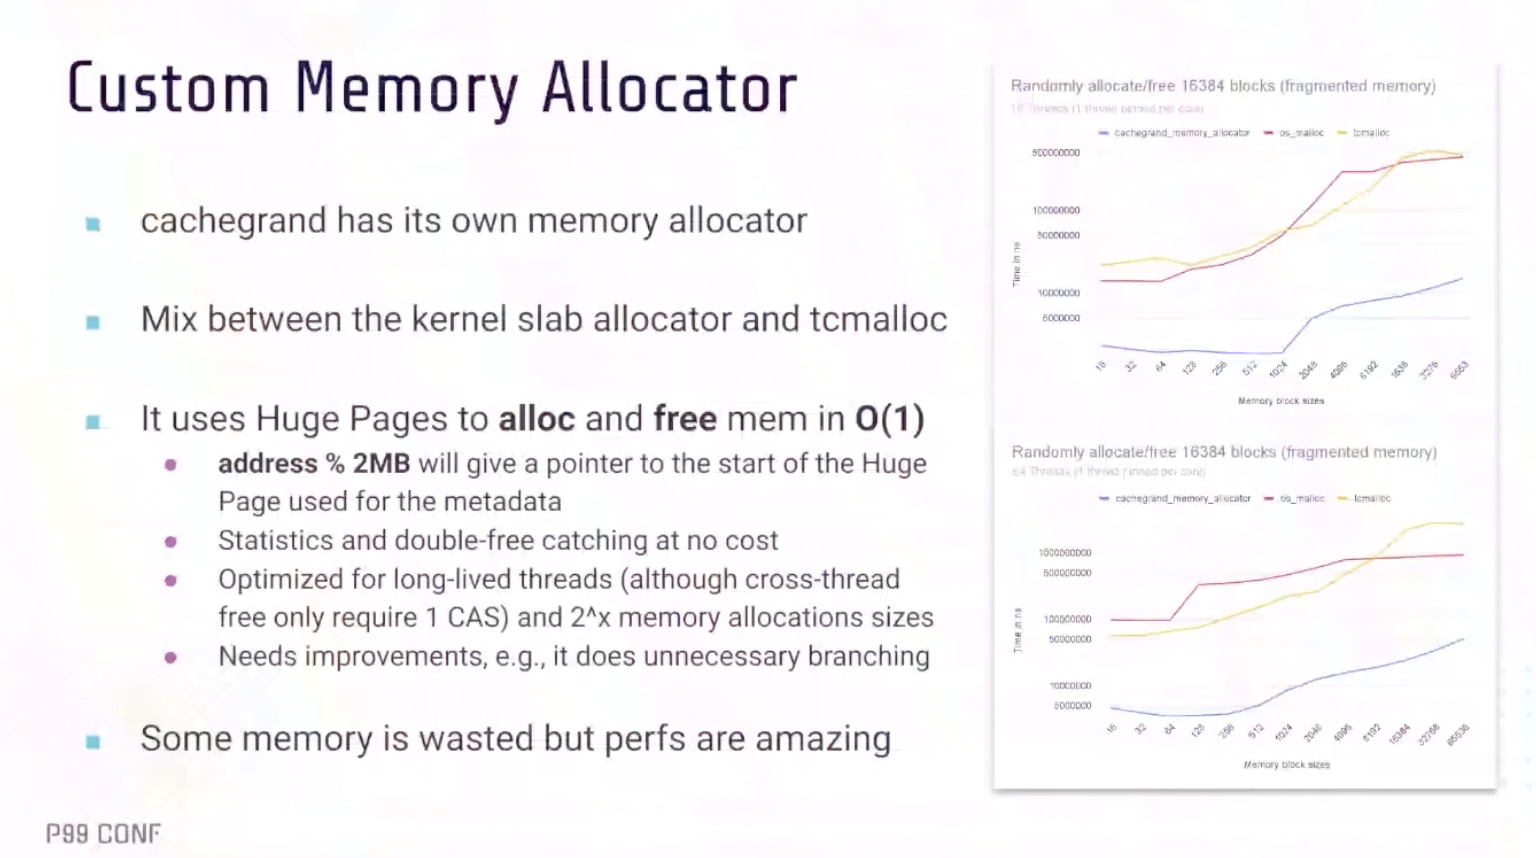 Custom Memory Allocator
cachegrand has its own memory allocator
Mix between the kernel slab allocator and tcmalloc
It uses Huge Pages to alloc and free mem in O(1)
address % 2MB will give a pointer to the start of the Huge
Page used for the metadata
Statistics and double-free catching at no cost
Optimized for long-lived threads (although cross-thread
free only require 1 CAS) and 2^x memory allocations sizes
Needs improvements, e.g., it does unnecessary branching
Some memory is wasted but perfs are amazing
P99 CONF
Randomly allocate/free 16384 blocks (fragmented memory)
16 Threads (1 thread pinned per core)
cachegrand_memory_allocator os_malloc tcmalloc
500000000
100000000
50000000
10000000
5000000
Time in ns
16 32 64 128 256 512 1024 2048 4096 8192 1638 3276 6553
Memory block sizes
Randomly allocate/free 16384 blocks (fragmented memory)
64 Threads (1 thread pinned per core)
cachegrand_memory_allocator os_malloc tcmalloc
1000000000
500000000
100000000
50000000
10000000
5000000
Time in ns
16 32 64 128 256 512 1024 2048 4096 8192 16384 32768 65536
Memory block sizes